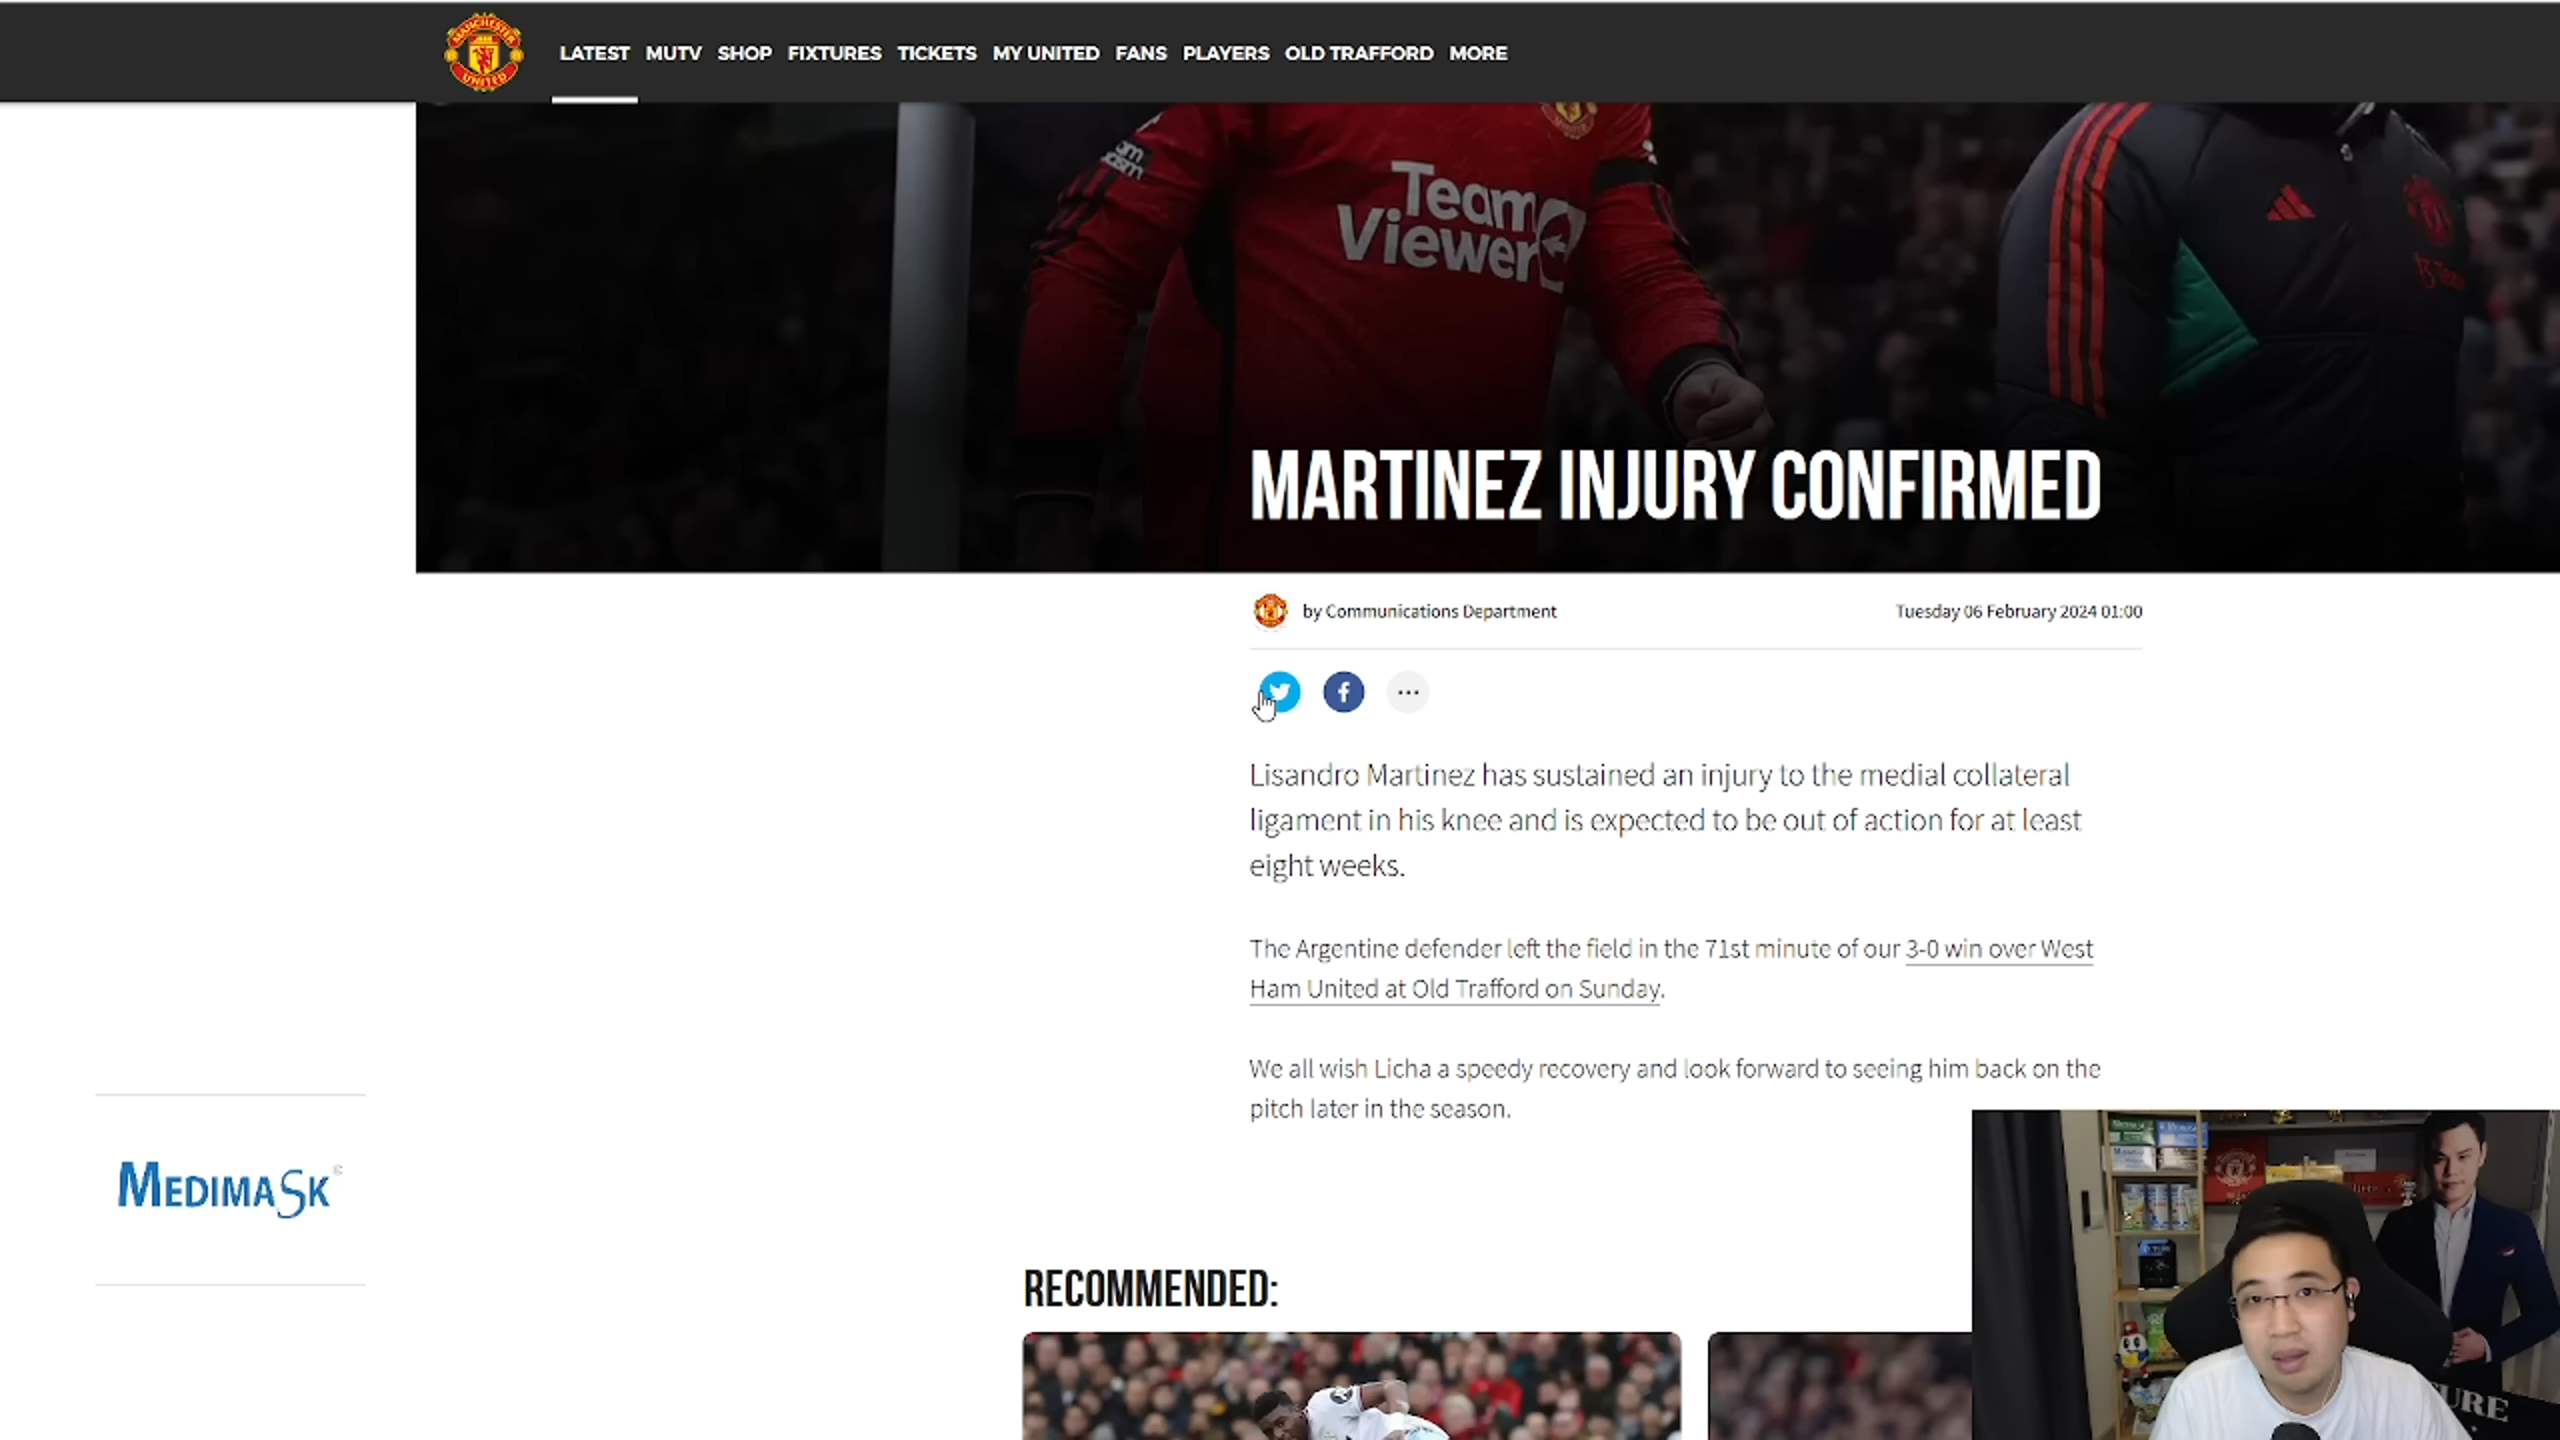 LATEST MUTV SHOP FIXTURES TICKETS MY UNITED FANS PLAYERS OLD TRAFFORD MORE
MANCHESTER
UNITED
Team
Viewer
MARTINEZ INJURY CONFIRMED
by Communications Department
Tuesday 06 February 2024 01:00
Lisandro Martinez has sustained an injury to the medial collateral
ligament in his knee and is expected to be out of action for at least
eight weeks.
The Argentine defender left the field in the 71st minute of our 3-0 win over West
Ham United at Old Trafford on Sunday.
We all wish Licha a speedy recovery and look forward to seeing him back on the
pitch later in the season.
MEDIMASK
RECOMMENDED: